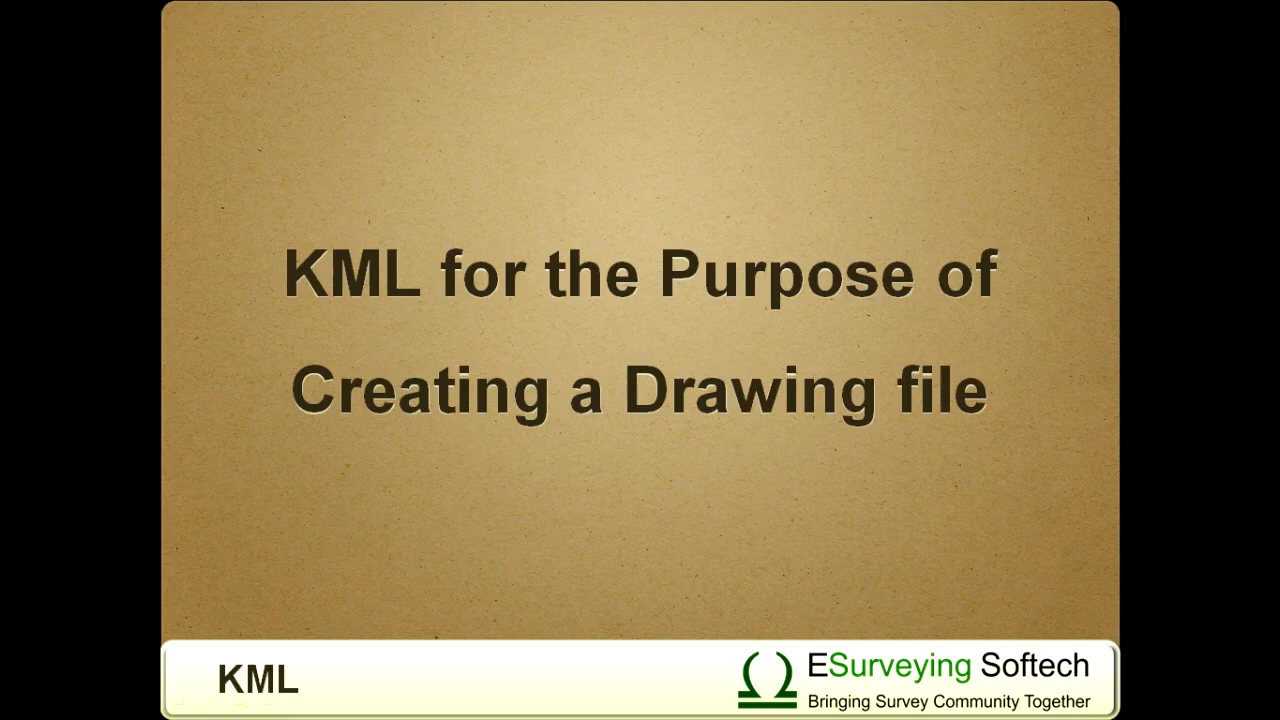 KML for the Purpose of
Creating a Drawing file
KML
ESurveying Softech
Bringing Survey Community Together